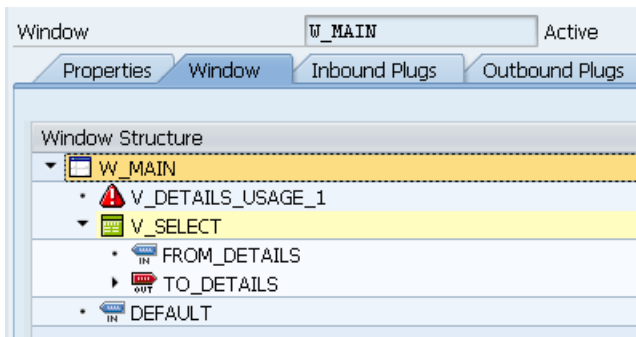 Window W_MAIN Active
Properties Window Inbound Plugs Outbound Plugs
Window Structure
W_MAIN
V_DETAILS_USAGE_1
V_SELECT
IN FROM_DETAILS
OUT TO_DETAILS
IN DEFAULT